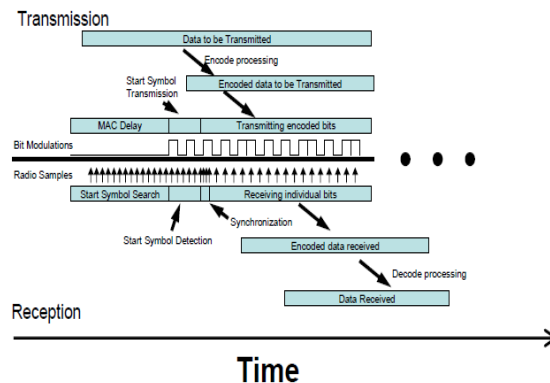 Transmission
Data to be Transmitted
Encode processing
Start Symbol
Transmission
Encoded data to be Transmitted
MAC Delay
Transmitting encoded bits
Bit Modulations
Radio Samples
Start Symbol Search
Receiving individual bits
Synchronization
Start Symbol Detection
Encoded data received
Decode processing
Data Received
Reception
Time